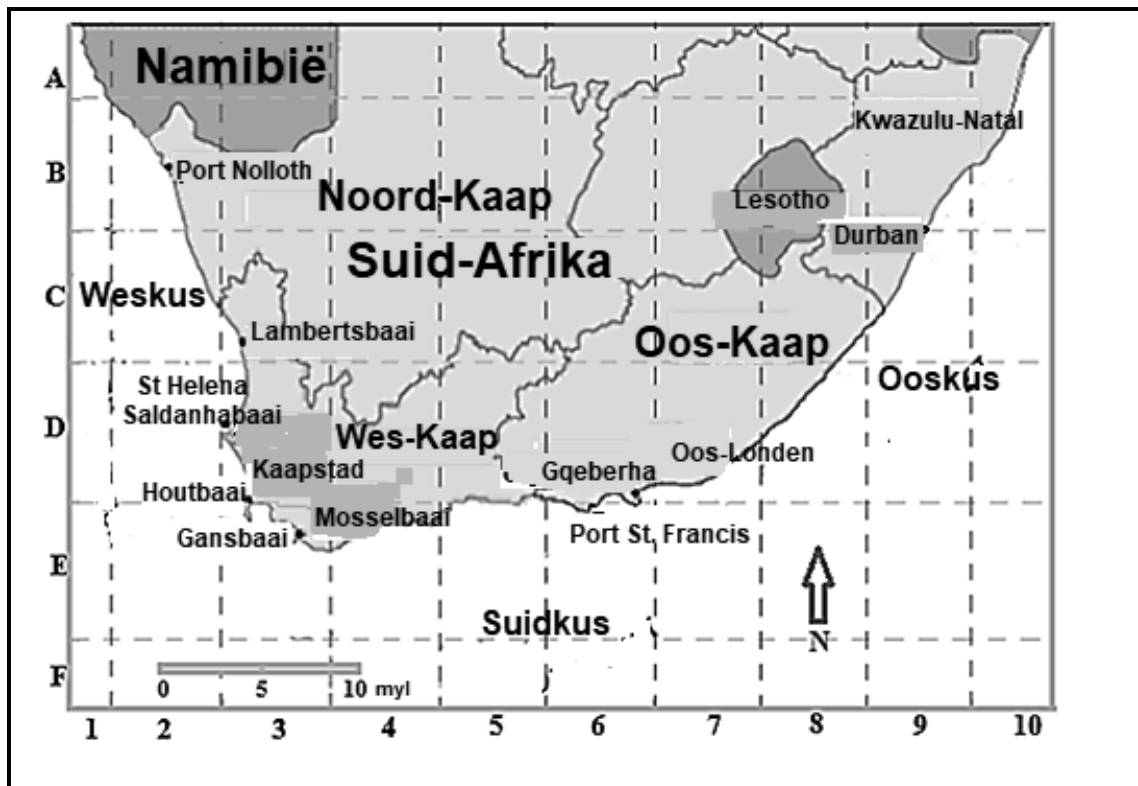 Namibië
A
Kwazulu-Natal
Port Nolloth
B
Noord-Kaap
Lesotho
Durban
Suid-Afrika
Weskus
C
Lambertsbaai
Oos-Kaap
Ooskus
St Helena
Saldanhabaai
D
Wes-Kaap
Oos-Londen
Kaapstad
Gqeberha
Houtbaai
Mosselbaai
Gansbaai
Port St. Francis
E
Suidkus
N
F
0 5 10 myl
1 2 3 4 5 6 7 8 9 10